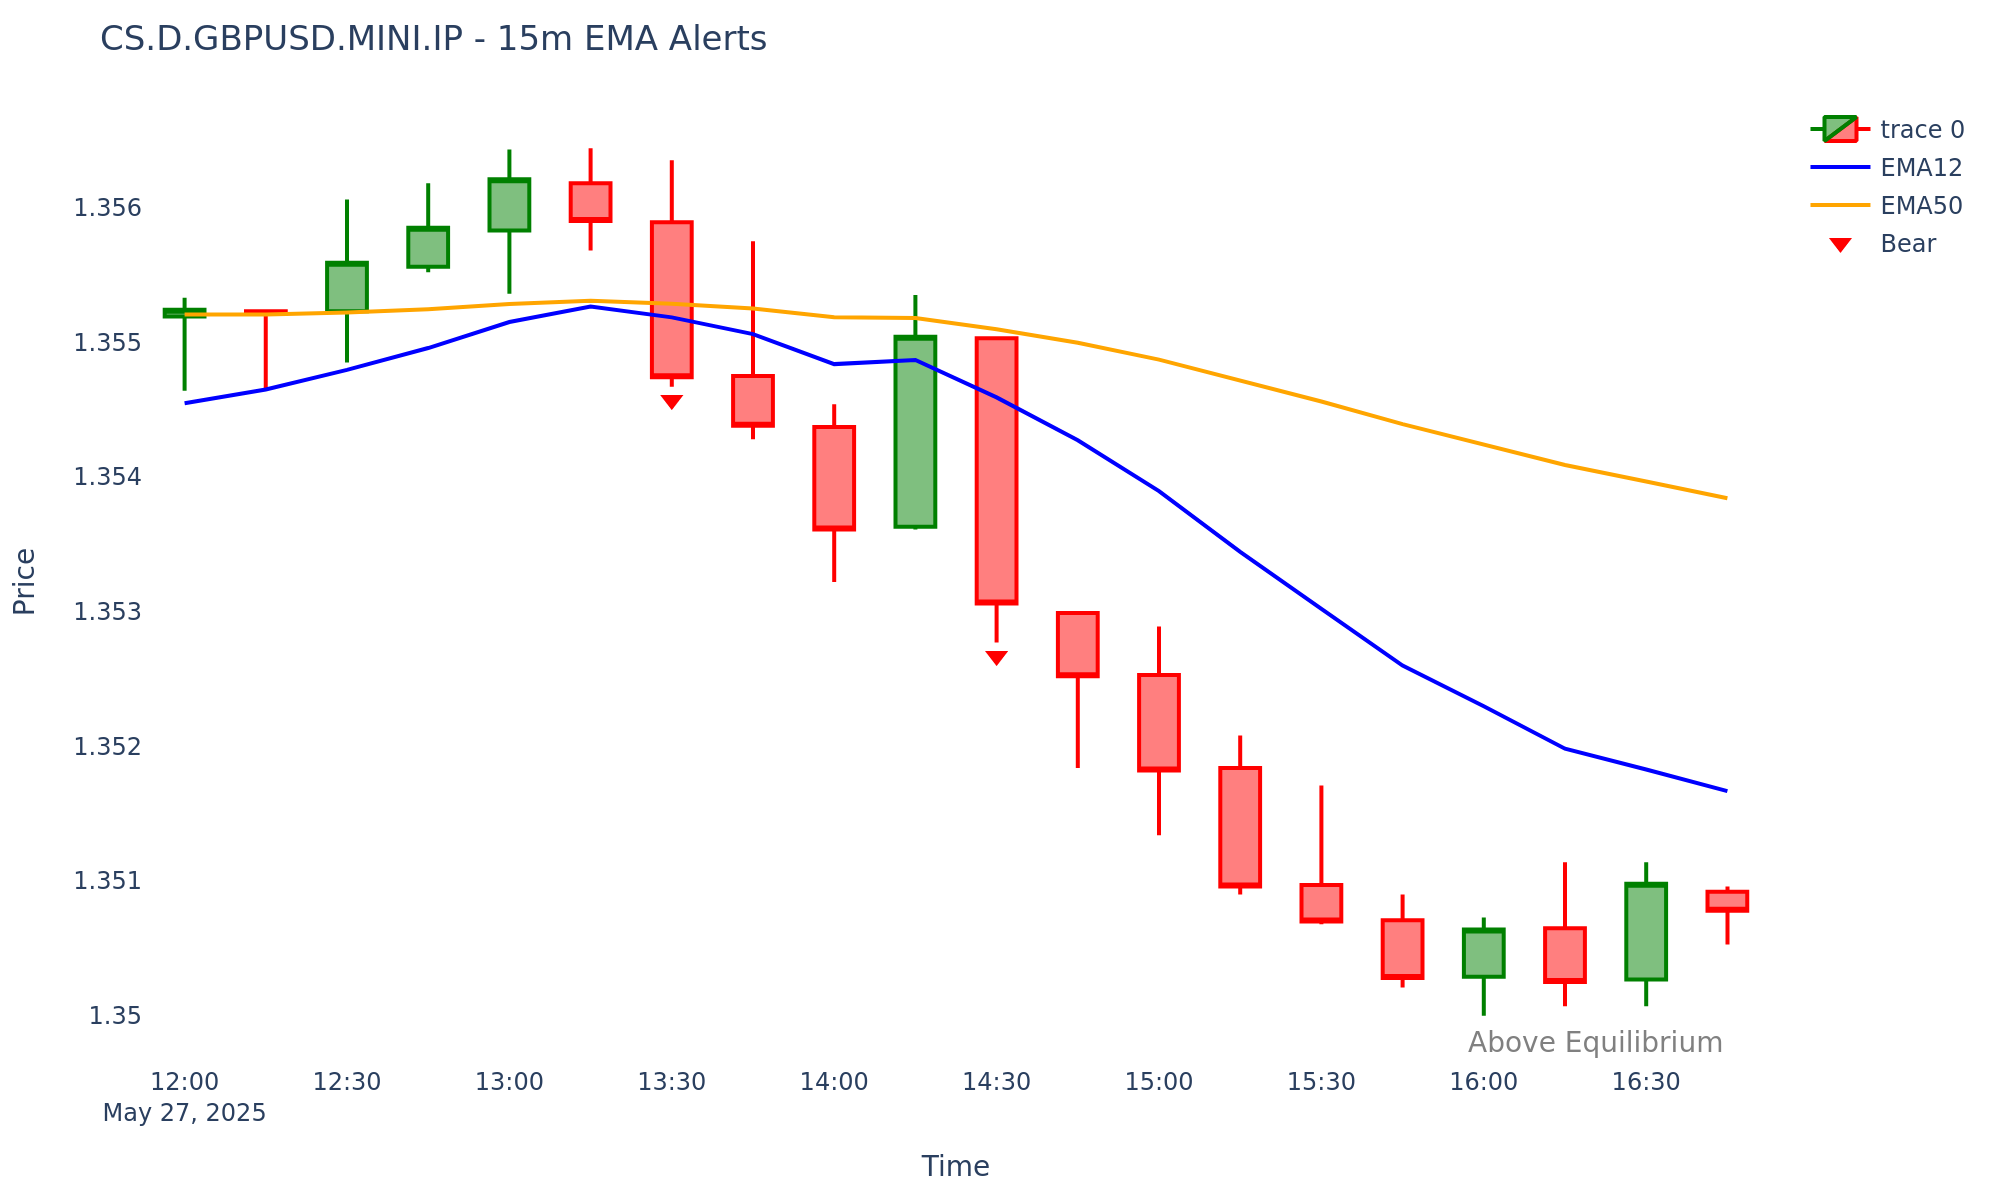 CS.D.GBPUSD.MINI.IP - 15m EMA Alerts
trace 0
EMA12
EMA50
Bear
1.356
1.355
1.354
1.353
1.352
1.351
1.35
Price
Above Equilibrium
12:00 12:30 13:00 13:30 14:00 14:30 15:00 15:30 16:00 16:30
May 27, 2025
Time